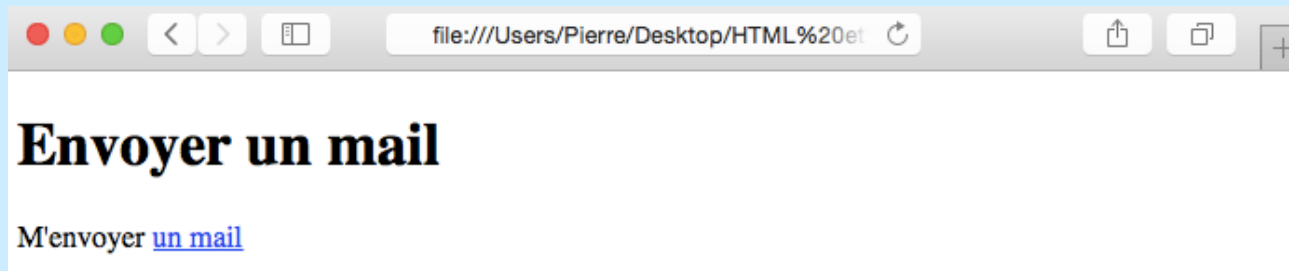 file:///Users/Pierre/Desktop/HTML%20et
Envoyer un mail
M'envoyer un mail